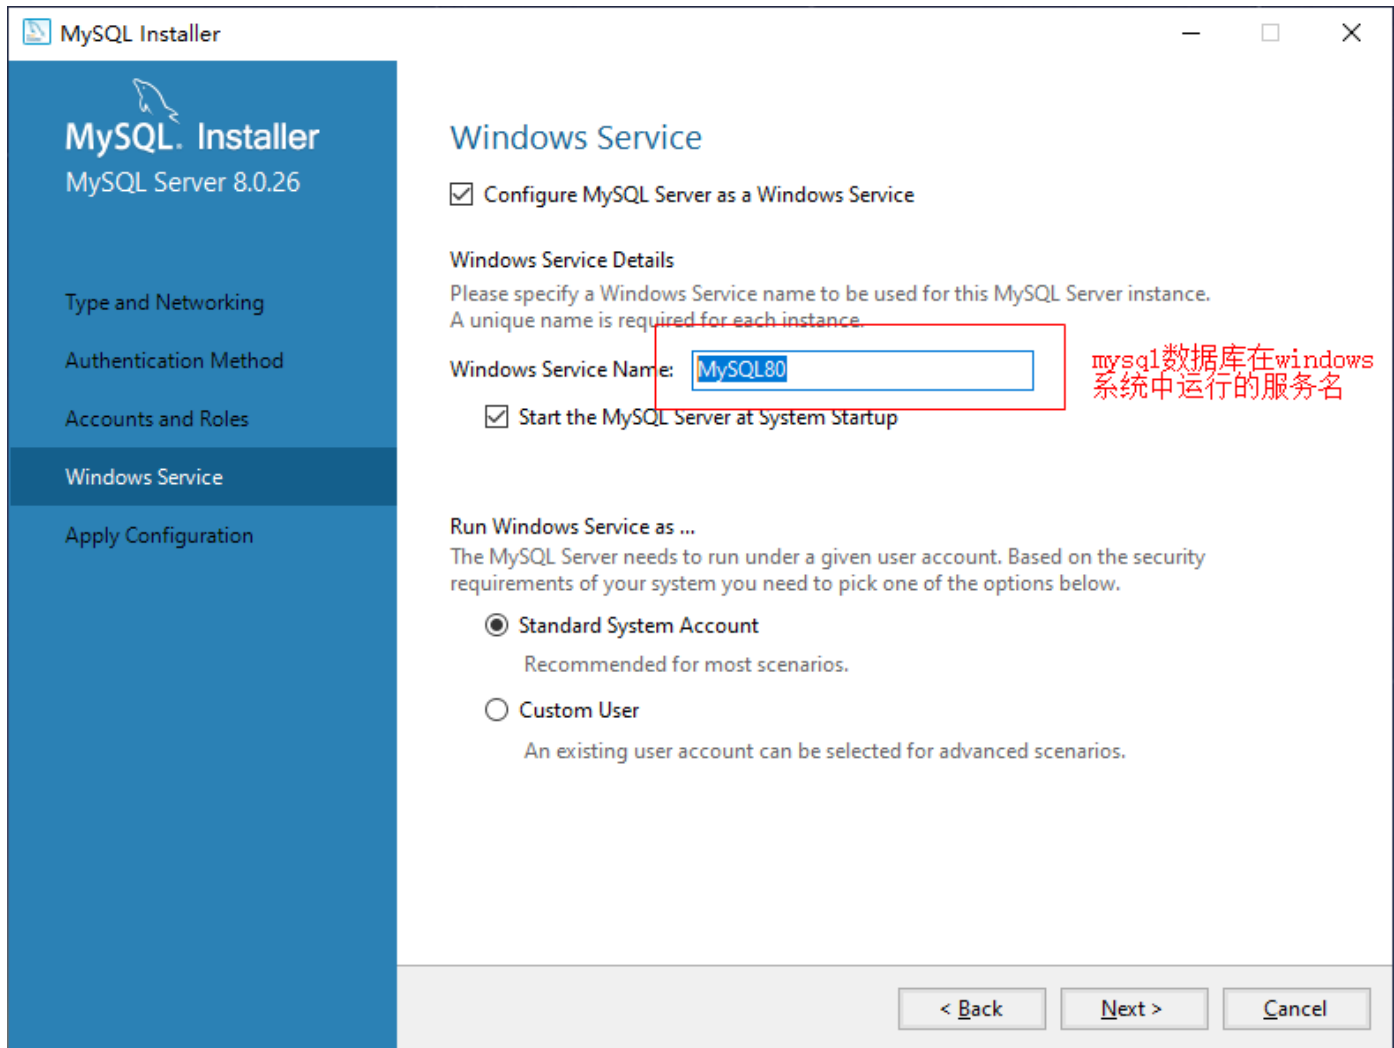 MySQL Installer
MySQL. Installer
MySQL Server 8.0.26
Type and Networking
Authentication Method
Accounts and Roles
Windows Service
Apply Configuration
Windows Service
Configure MySQL Server as a Windows Service
Windows Service Details
Please specify a Windows Service name to be used for this MySQL Server instance.
A unique name is required for each instance.
Windows Service Name: MySQL80
mysql数据库在windows
系统中运行的服务名
Start the MySQL Server at System Startup
Run Windows Service as ...
The MySQL Server needs to run under a given user account. Based on the security
requirements of your system you need to pick one of the options below.
Standard System Account
Recommended for most scenarios.
Custom User
An existing user account can be selected for advanced scenarios.
< Back
Next >
Cancel